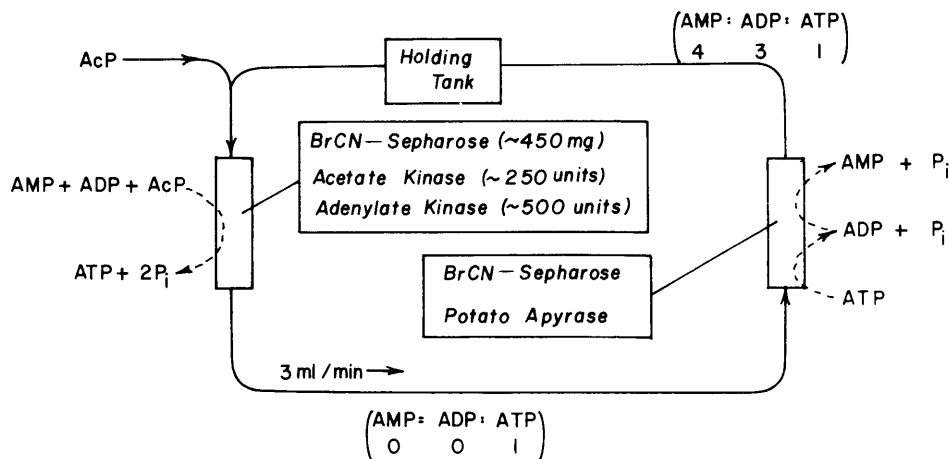 AcP
Holding
Tank
AMP: ADP: ATP
4 3 1
BrCN-Sepharose (~450 mg)
Acetate Kinase (~250 units)
Adenylate Kinase (~500 units)
AMP + ADP + AcP
ATP + 2Pi
AMP + Pi
ADP + Pi
ATP
BrCN-Sepharose
Potato Apyrase
3 ml/min
AMP: ADP: ATP
0 0 1